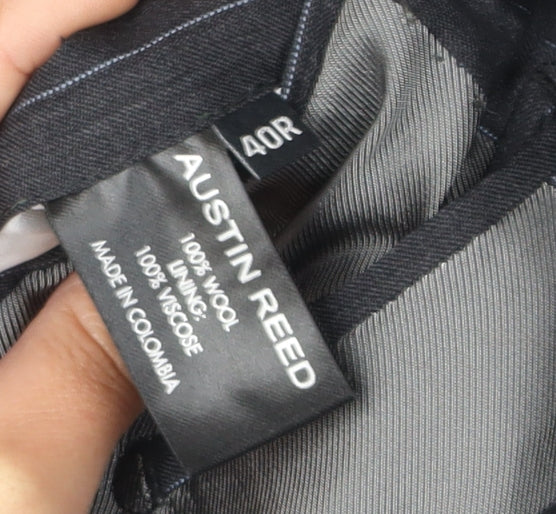 40R
AUSTIN REED
100% WOOL
LINING:
100% VISCOSE
MADE IN COLOMBIA